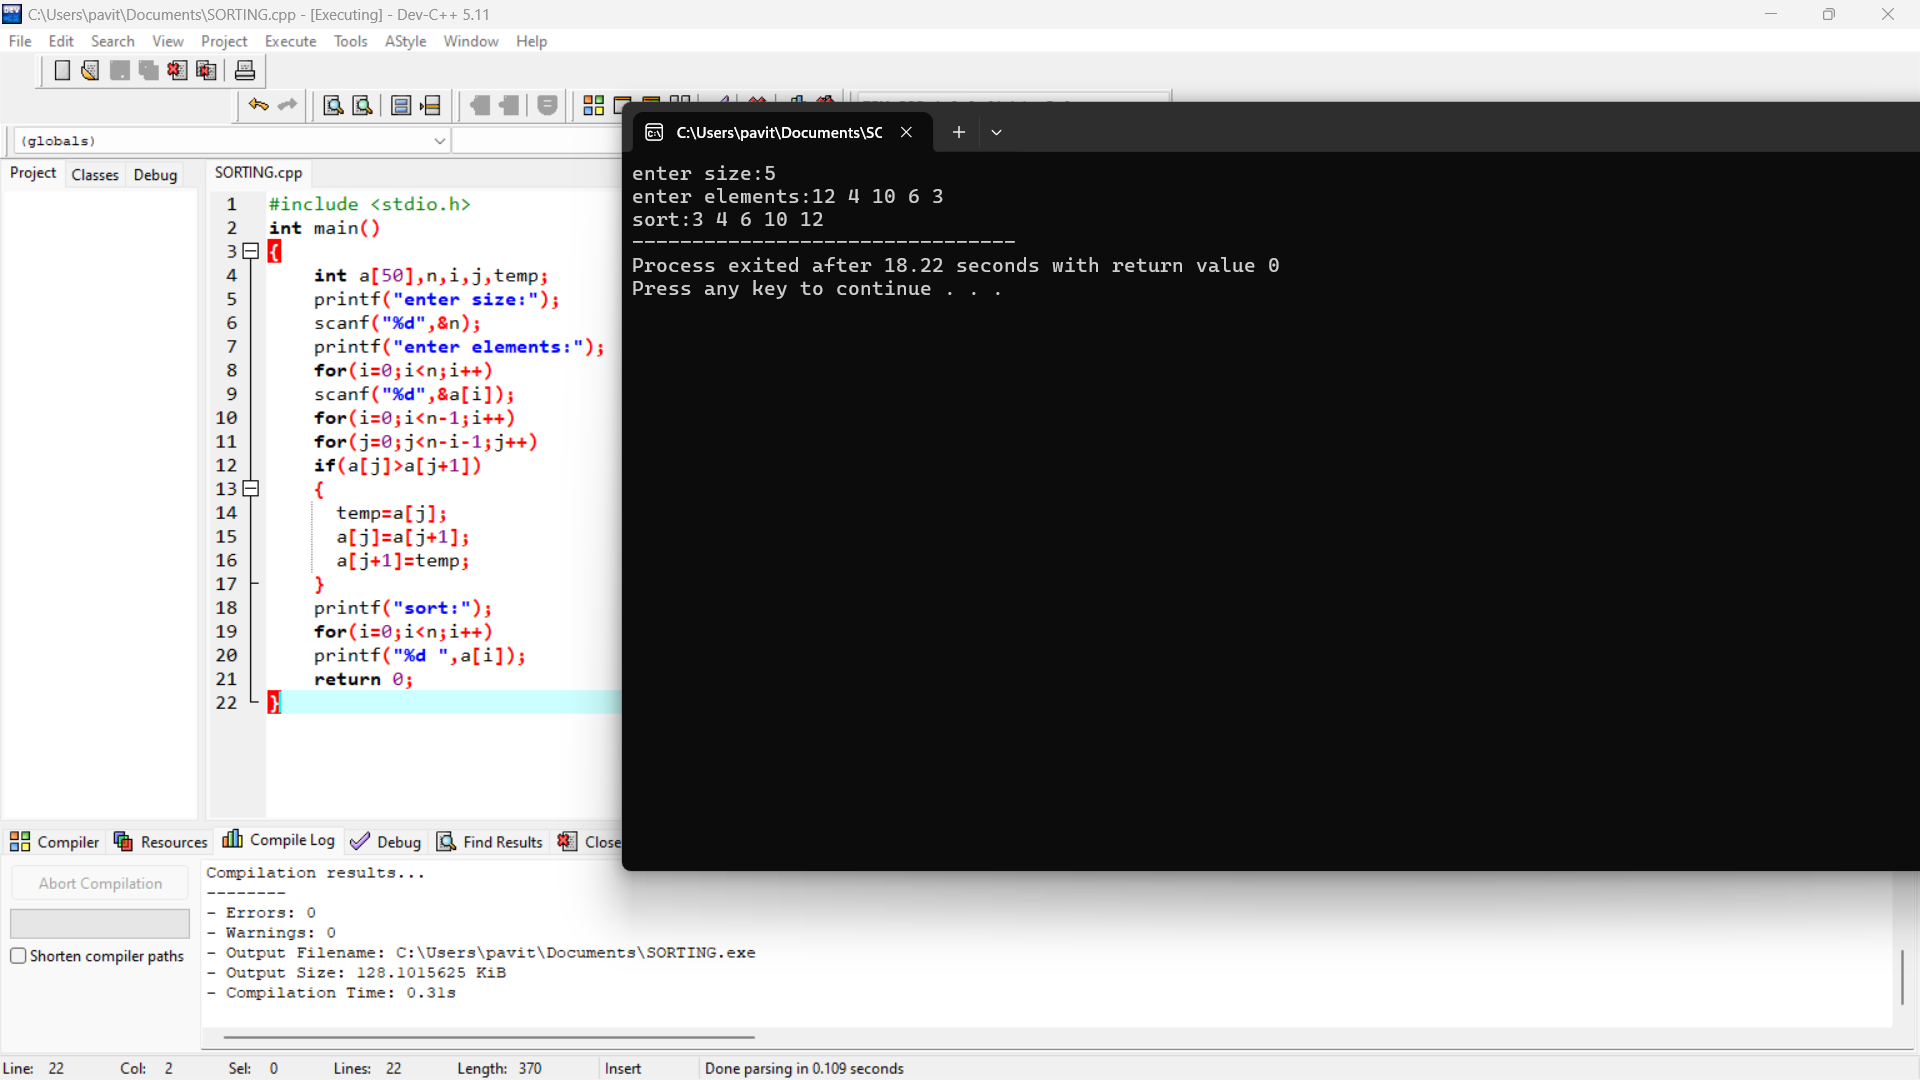 C:\Users\pavit\Documents\SORTING.cpp - [Executing] - Dev-C++ 5.11
File Edit Search View Project Execute Tools AStyle Window Help
(globals)
Project Classes Debug
SORTING.cpp
1 #include <stdio.h>
2 int main()
3 {
4 int a[50],n,i,j,temp;
5 printf("enter size:");
6 scanf("%d",&n);
7 printf("enter elements:");
8 for(i=0;i<n;i++)
9 scanf("%d",&a[i]);
10 for(i=0;i<n-1;i++)
11 for(j=0;j<n-i-1;j++)
12 if(a[j]>a[j+1])
13 {
14 temp=a[j];
15 a[j]=a[j+1];
16 a[j+1]=temp;
17 }
18 printf("sort:");
19 for(i=0;i<n;i++)
20 printf("%d ",a[i]);
21 return 0;
22 }
C:\Users\pavit\Documents\SC
enter size:5
enter elements:12 4 10 6 3
sort:3 4 6 10 12
--------------------------------
Process exited after 18.22 seconds with return value 0
Press any key to continue . . .
Compiler Resources Compile Log Debug Find Results Close
Abort Compilation
Shorten compiler paths
Compilation results...
--------
- Errors: 0
- Warnings: 0
- Output Filename: C:\Users\pavit\Documents\SORTING.exe
- Output Size: 128.1015625 KiB
- Compilation Time: 0.31s
Line: 22 Col: 2 Sel: 0 Lines: 22 Length: 370 Insert Done parsing in 0.109 seconds